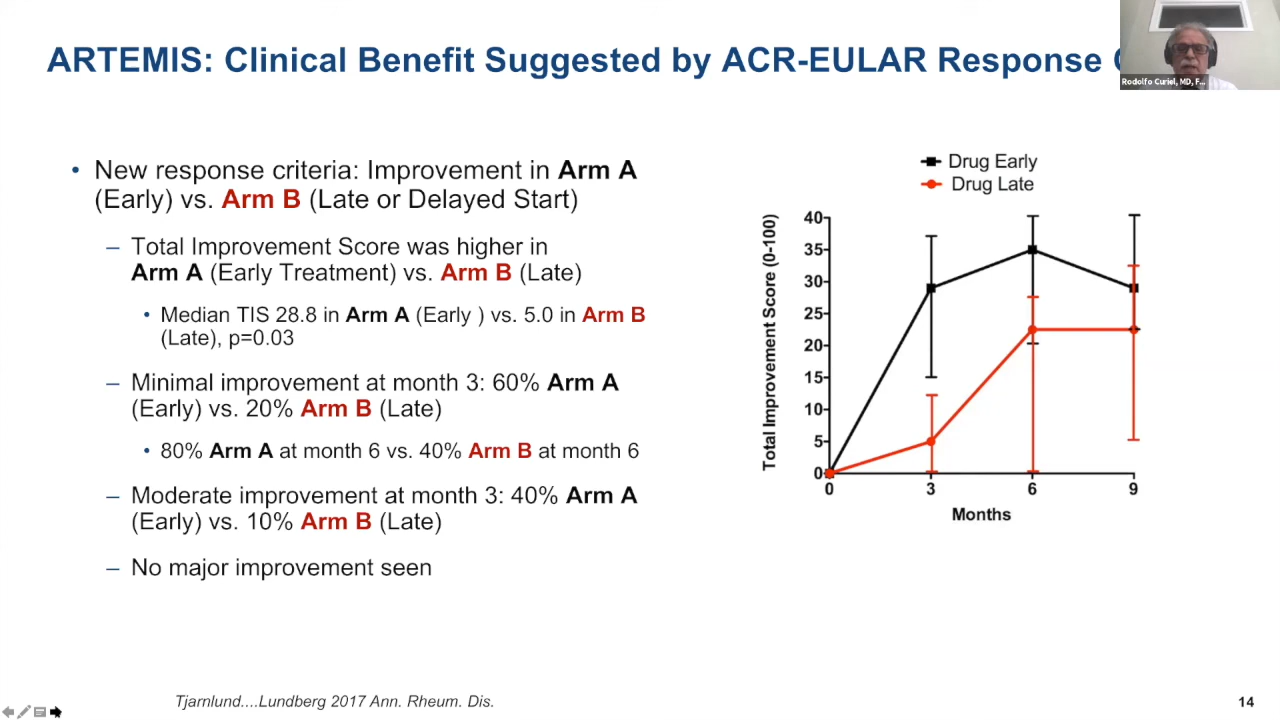 ARTEMIS: Clinical Benefit Suggested by ACR-EULAR Response
Rodolfo Curiel, MD, F...
• New response criteria: Improvement in Arm A
(Early) vs. Arm B (Late or Delayed Start)
– Total Improvement Score was higher in
Arm A (Early Treatment) vs. Arm B (Late)
• Median TIS 28.8 in Arm A (Early ) vs. 5.0 in Arm B
(Late), p=0.03
– Minimal improvement at month 3: 60% Arm A
(Early) vs. 20% Arm B (Late)
• 80% Arm A at month 6 vs. 40% Arm B at month 6
– Moderate improvement at month 3: 40% Arm A
(Early) vs. 10% Arm B (Late)
– No major improvement seen
Drug Early
Drug Late
Total Improvement Score (0-100)
40
35
30
25
20
15
10
5
0
0 3 6 9
Months
Tjarnlund....Lundberg 2017 Ann. Rheum. Dis.
14